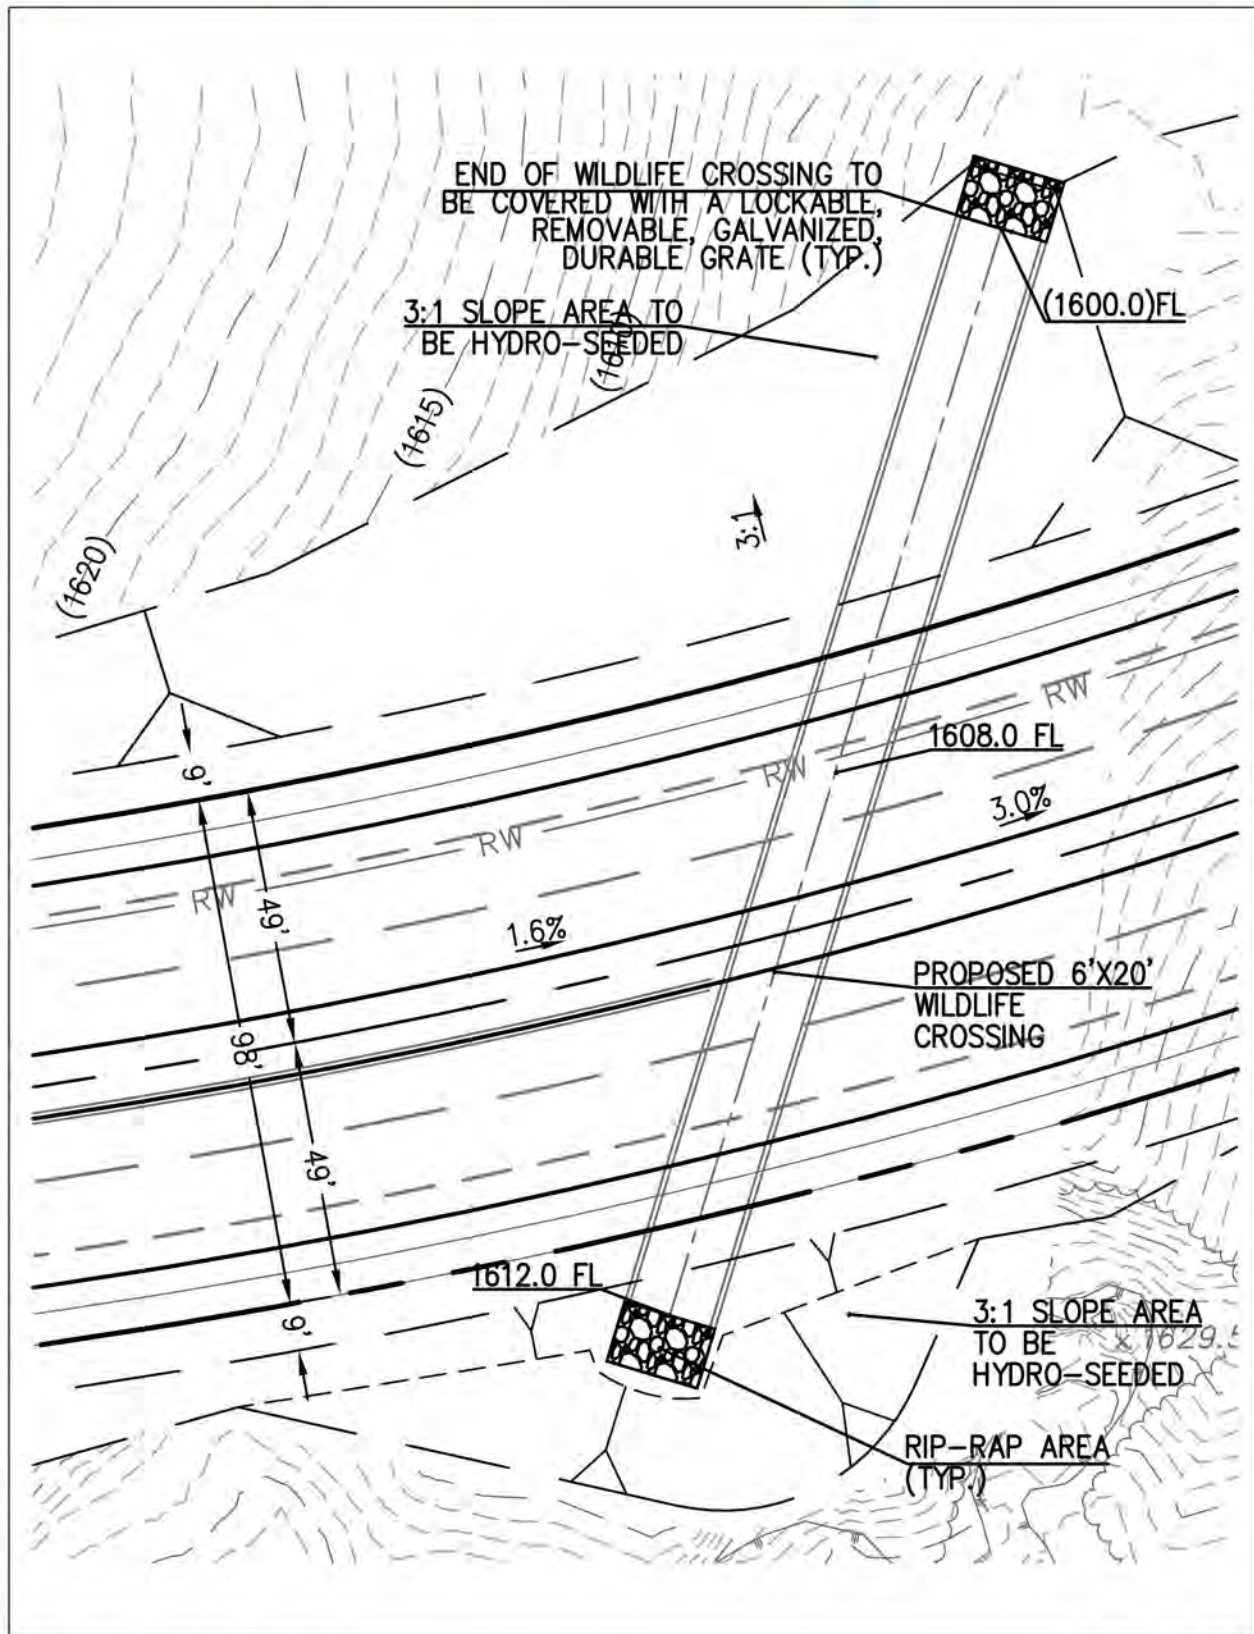 END OF WILDLIFE CROSSING TO
BE COVERED WITH A LOCKABLE,
REMOVABLE, GALVANIZED,
DURABLE GRATE (TYP.)
(1600.0)FL
3:1 SLOPE AREA TO
BE HYDRO-SEEDED
(1610)
(1615)
3:1
(1620)
RW
1608.0 FL
RW
9'
3.0%
RW
RW
49'
1.6%
PROPOSED 6'X20'
WILDLIFE
CROSSING
98'
49'
1612.0 FL
9'
3:1 SLOPE AREA
TO BE
HYDRO-SEEDED
x 1629.5
RIP-RAP AREA
(TYP.)